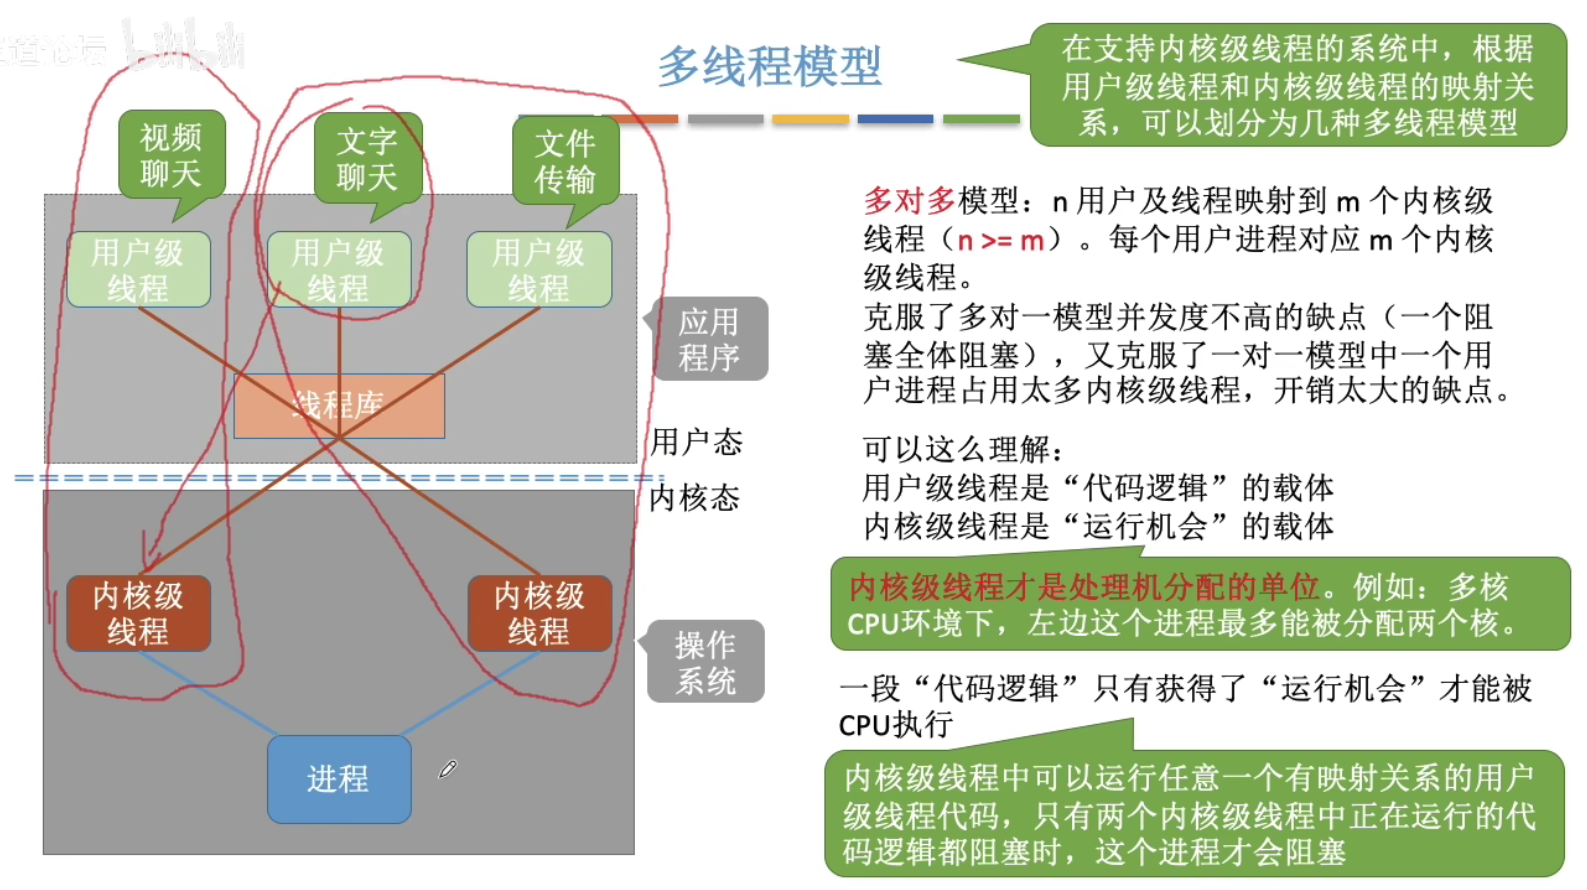 道论坛 bilibili
多线程模型
在支持内核级线程的系统中，根据
用户级线程和内核级线程的映射关
系，可以划分为几种多线程模型
视频
聊天
文字
聊天
文件
传输
用户级
线程
用户级
线程
用户级
线程
应用
程序
线程库
用户态
内核态
内核级
线程
内核级
线程
操作
系统
进程
多对多模型：n 用户及线程映射到 m 个内核级
线程（n >= m）。每个用户进程对应 m 个内核
级线程。
克服了多对一模型并发度不高的缺点（一个阻
塞全体阻塞），又克服了一对一模型中一个用
户进程占用太多内核级线程，开销太大的缺点。
可以这么理解：
用户级线程是“代码逻辑”的载体
内核级线程是“运行机会”的载体
内核级线程才是处理机分配的单位。例如：多核
CPU环境下，左边这个进程最多能被分配两个核。
一段“代码逻辑”只有获得了“运行机会”才能被
CPU执行
内核级线程中可以运行任意一个有映射关系的用户
级线程代码，只有两个内核级线程中正在运行的代
码逻辑都阻塞时，这个进程才会阻塞